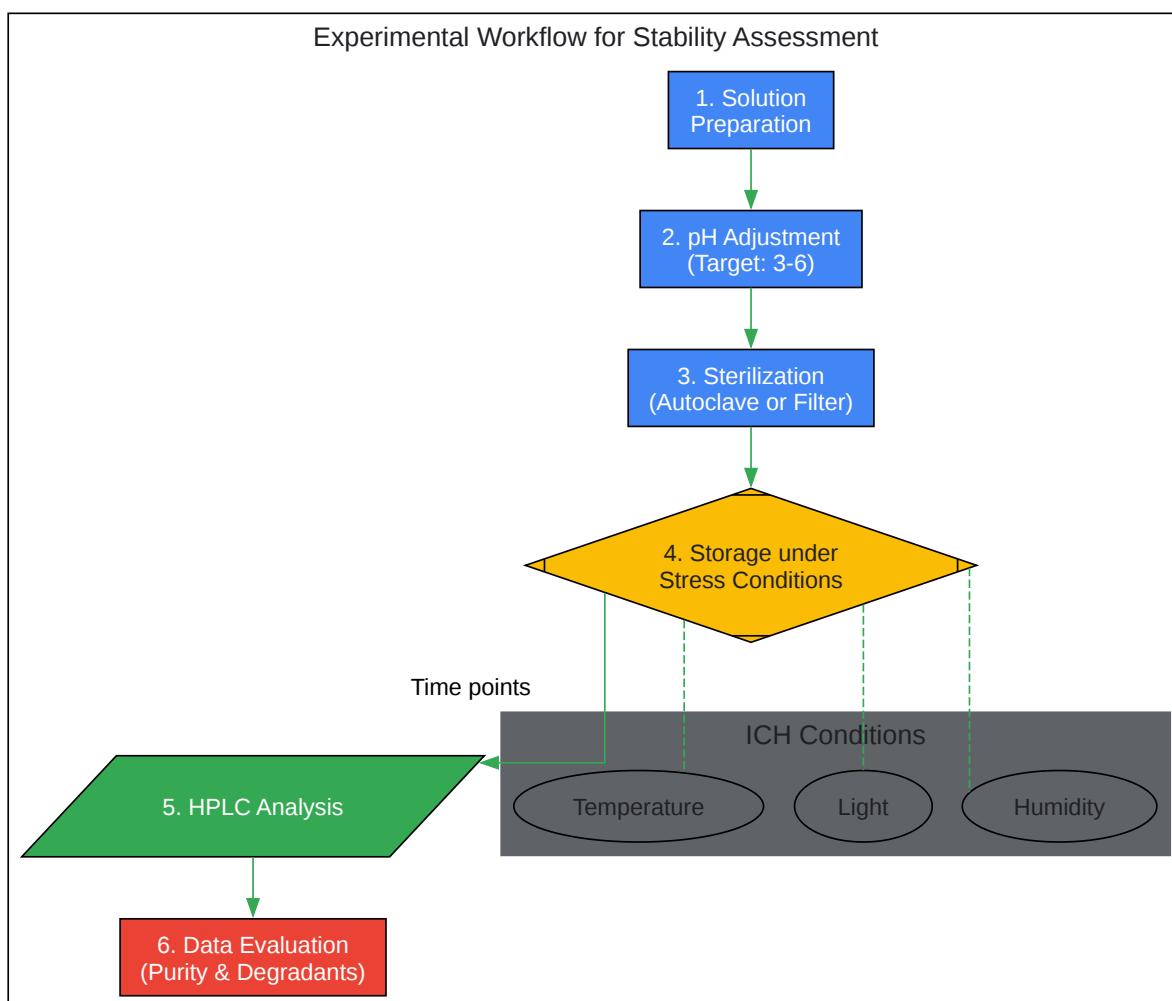 Experimental Workflow for Stability Assessment
1. Solution
Preparation
2. pH Adjustment
(Target: 3-6)
3. Sterilization
(Autoclave or Filter)
4. Storage under
Stress Conditions
Time points
ICH Conditions
Temperature
Light
Humidity
5. HPLC Analysis
6. Data Evaluation
(Purity & Degradants)